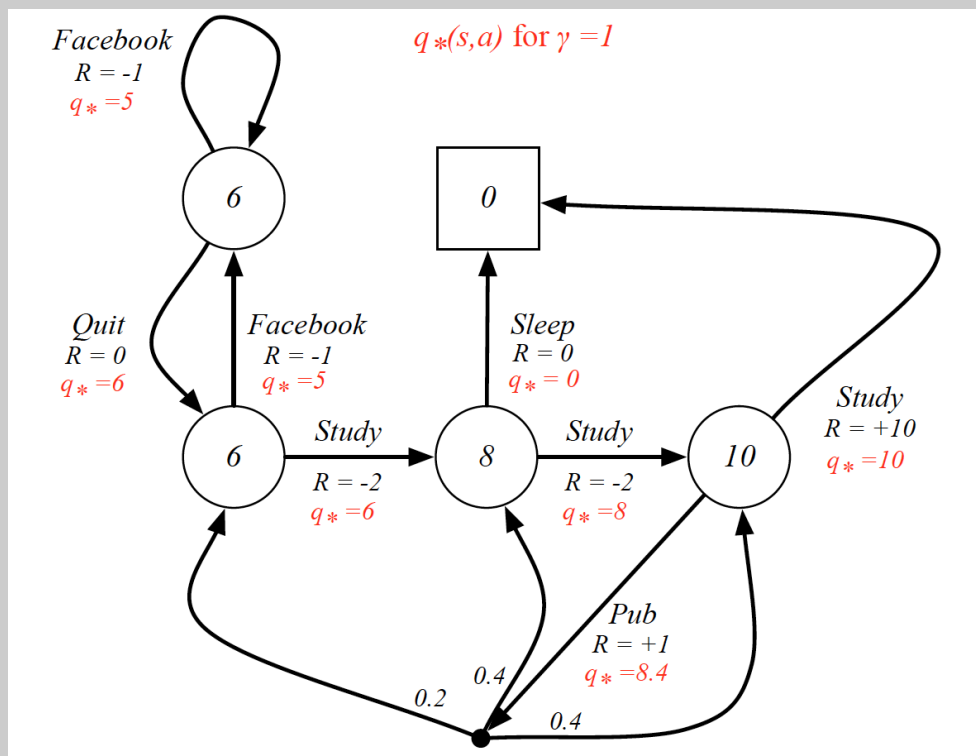 q*(s,a) for γ =1
Facebook
R = -1
q* =5
6
0
Quit
R = 0
q* =6
Facebook
R = -1
q* =5
Sleep
R = 0
q* = 0
Study
R = +10
q* =10
6
Study
R = -2
q* =6
8
Study
R = -2
q* =8
10
Pub
R = +1
q* =8.4
0.2
0.4
0.4